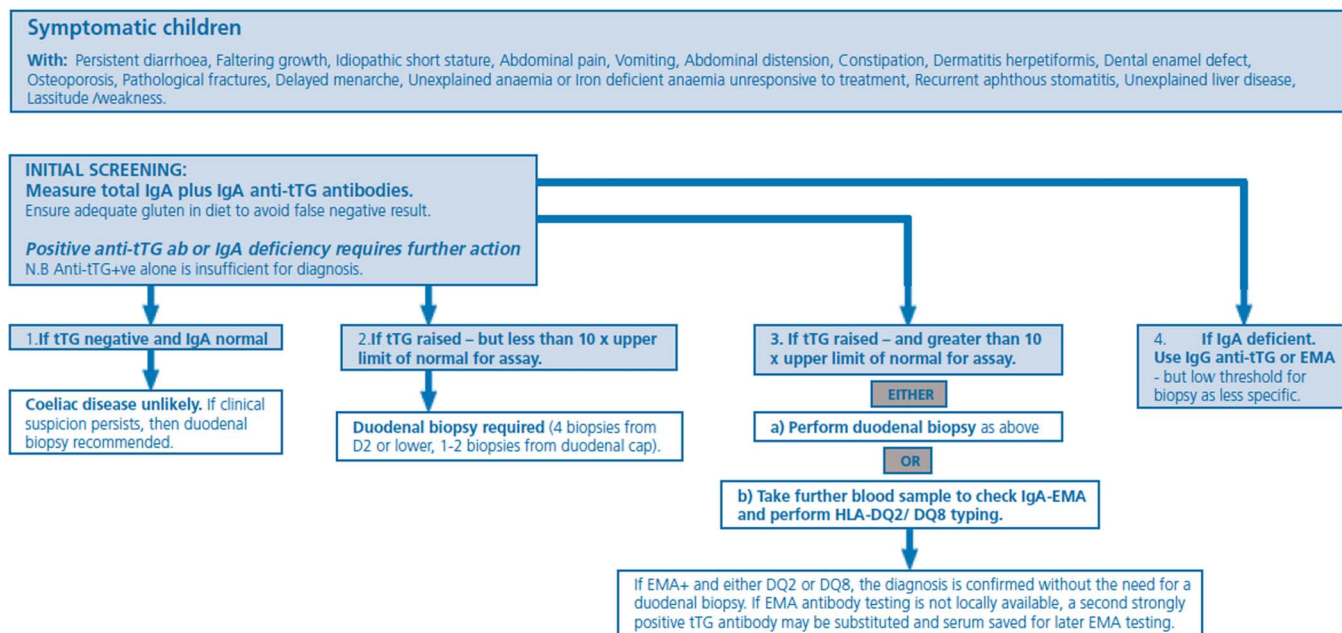 Symptomatic children
With: Persistent diarrhoea, Faltering growth, Idiopathic short stature, Abdominal pain, Vomiting, Abdominal distension, Constipation, Dermatitis herpetiformis, Dental enamel defect,
Osteoporosis, Pathological fractures, Delayed menarche, Unexplained anaemia or Iron deficient anaemia unresponsive to treatment, Recurrent aphthous stomatitis, Unexplained liver disease,
Lassitude /weakness.
INITIAL SCREENING:
Measure total IgA plus IgA anti-tTG antibodies.
Ensure adequate gluten in diet to avoid false negative result.
Positive anti-tTG ab or IgA deficiency requires further action
N.B Anti-tTG+ve alone is insufficient for diagnosis.
1.If tTG negative and IgA normal
Coeliac disease unlikely. If clinical
suspicion persists, then duodenal
biopsy recommended.
2.If tTG raised – but less than 10 x upper
limit of normal for assay.
Duodenal biopsy required (4 biopsies from
D2 or lower, 1-2 biopsies from duodenal cap).
3. If tTG raised – and greater than 10
x upper limit of normal for assay.
EITHER
a) Perform duodenal biopsy as above
OR
b) Take further blood sample to check IgA-EMA
and perform HLA-DQ2/ DQ8 typing.
If EMA+ and either DQ2 or DQ8, the diagnosis is confirmed without the need for a
duodenal biopsy. If EMA antibody testing is not locally available, a second strongly
positive tTG antibody may be substituted and serum saved for later EMA testing.
4. If IgA deficient.
Use IgG anti-tTG or EMA
- but low threshold for
biopsy as less specific.